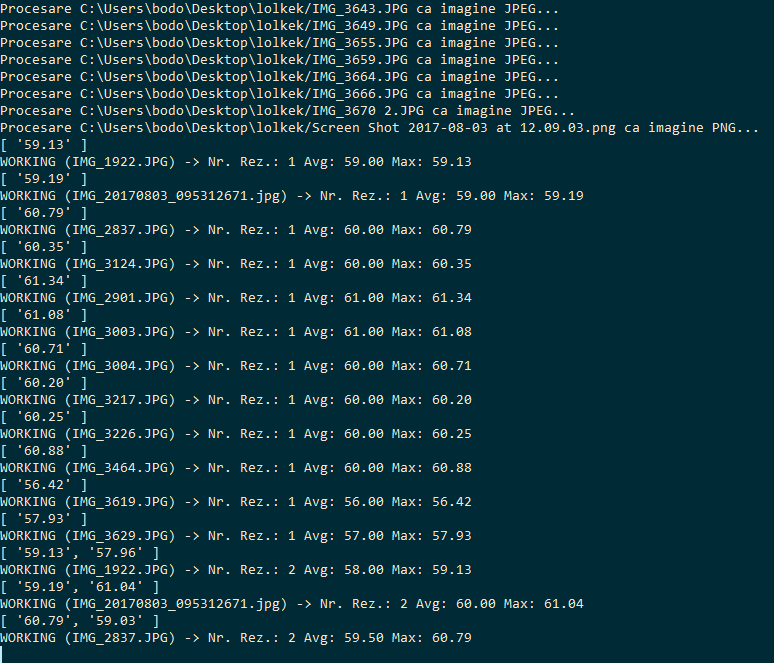 Procesare C:\Users\bodo\Desktop\lolkek/IMG_3643.JPG ca imagine JPEG...
Procesare C:\Users\bodo\Desktop\lolkek/IMG_3649.JPG ca imagine JPEG...
Procesare C:\Users\bodo\Desktop\lolkek/IMG_3655.JPG ca imagine JPEG...
Procesare C:\Users\bodo\Desktop\lolkek/IMG_3659.JPG ca imagine JPEG...
Procesare C:\Users\bodo\Desktop\lolkek/IMG_3664.JPG ca imagine JPEG...
Procesare C:\Users\bodo\Desktop\lolkek/IMG_3666.JPG ca imagine JPEG...
Procesare C:\Users\bodo\Desktop\lolkek/IMG_3670 2.JPG ca imagine JPEG...
Procesare C:\Users\bodo\Desktop\lolkek/Screen Shot 2017-08-03 at 12.09.03.png ca imagine PNG...
[ '59.13' ]
WORKING (IMG_1922.JPG) -> Nr. Rez.: 1 Avg: 59.00 Max: 59.13
[ '59.19' ]
WORKING (IMG_20170803_095312671.jpg) -> Nr. Rez.: 1 Avg: 59.00 Max: 59.19
[ '60.79' ]
WORKING (IMG_2837.JPG) -> Nr. Rez.: 1 Avg: 60.00 Max: 60.79
[ '60.35' ]
WORKING (IMG_3124.JPG) -> Nr. Rez.: 1 Avg: 60.00 Max: 60.35
[ '61.34' ]
WORKING (IMG_2901.JPG) -> Nr. Rez.: 1 Avg: 61.00 Max: 61.34
[ '61.08' ]
WORKING (IMG_3003.JPG) -> Nr. Rez.: 1 Avg: 61.00 Max: 61.08
[ '60.71' ]
WORKING (IMG_3004.JPG) -> Nr. Rez.: 1 Avg: 60.00 Max: 60.71
[ '60.20' ]
WORKING (IMG_3217.JPG) -> Nr. Rez.: 1 Avg: 60.00 Max: 60.20
[ '60.25' ]
WORKING (IMG_3226.JPG) -> Nr. Rez.: 1 Avg: 60.00 Max: 60.25
[ '60.88' ]
WORKING (IMG_3464.JPG) -> Nr. Rez.: 1 Avg: 60.00 Max: 60.88
[ '56.42' ]
WORKING (IMG_3619.JPG) -> Nr. Rez.: 1 Avg: 56.00 Max: 56.42
[ '57.93' ]
WORKING (IMG_3629.JPG) -> Nr. Rez.: 1 Avg: 57.00 Max: 57.93
[ '59.13', '57.96' ]
WORKING (IMG_1922.JPG) -> Nr. Rez.: 2 Avg: 58.00 Max: 59.13
[ '59.19', '61.04' ]
WORKING (IMG_20170803_095312671.jpg) -> Nr. Rez.: 2 Avg: 60.00 Max: 61.04
[ '60.79', '59.03' ]
WORKING (IMG_2837.JPG) -> Nr. Rez.: 2 Avg: 59.50 Max: 60.79